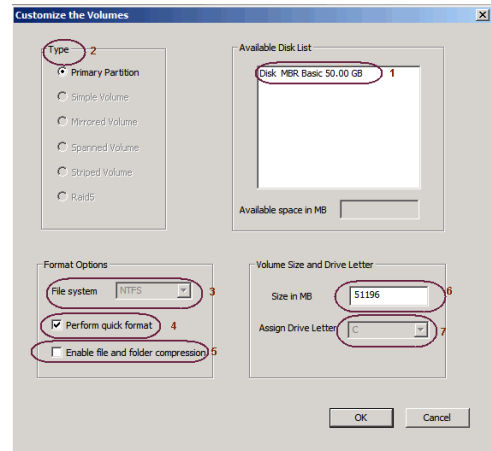 Customize the Volumes
Type 2
Primary Partition
Simple Volume
Mirrored Volume
Spanned Volume
Striped Volume
Raid5
Available Disk List
Disk MBR Basic 50.00 GB 1
Available space in MB
Format Options
File system NTFS 3
Perform quick format 4
Enable file and folder compression 5
Volume Size and Drive Letter
Size in MB 51196 6
Assign Drive Letter C 7
OK Cancel